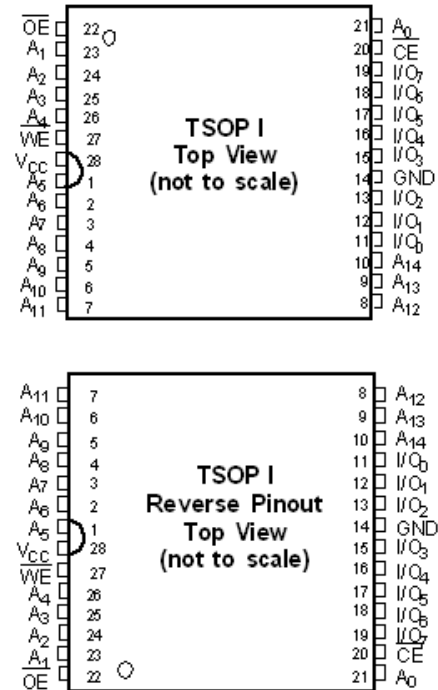 OE 22 21 A0
A1 23 20 CE
A2 24 19 I/O7
A3 25 18 I/O6
A4 26 17 I/O5
WE 27 16 I/O4
VCC 28 15 I/O3
A5 1 14 GND
A6 2 13 I/O2
A7 3 12 I/O1
A8 4 11 I/O0
A9 5 10 A14
A10 6 9 A13
A11 7 8 A12
TSOP I
Top View
(not to scale)
A11 7 8 A12
A10 6 9 A13
A9 5 10 A14
A8 4 11 I/O0
A7 3 12 I/O1
A6 2 13 I/O2
A5 1 14 GND
VCC 28 15 I/O3
WE 27 16 I/O4
A4 26 17 I/O5
A3 25 18 I/O6
A2 24 19 I/O7
A1 23 20 CE
OE 22 21 A0
TSOP I
Reverse Pinout
Top View
(not to scale)